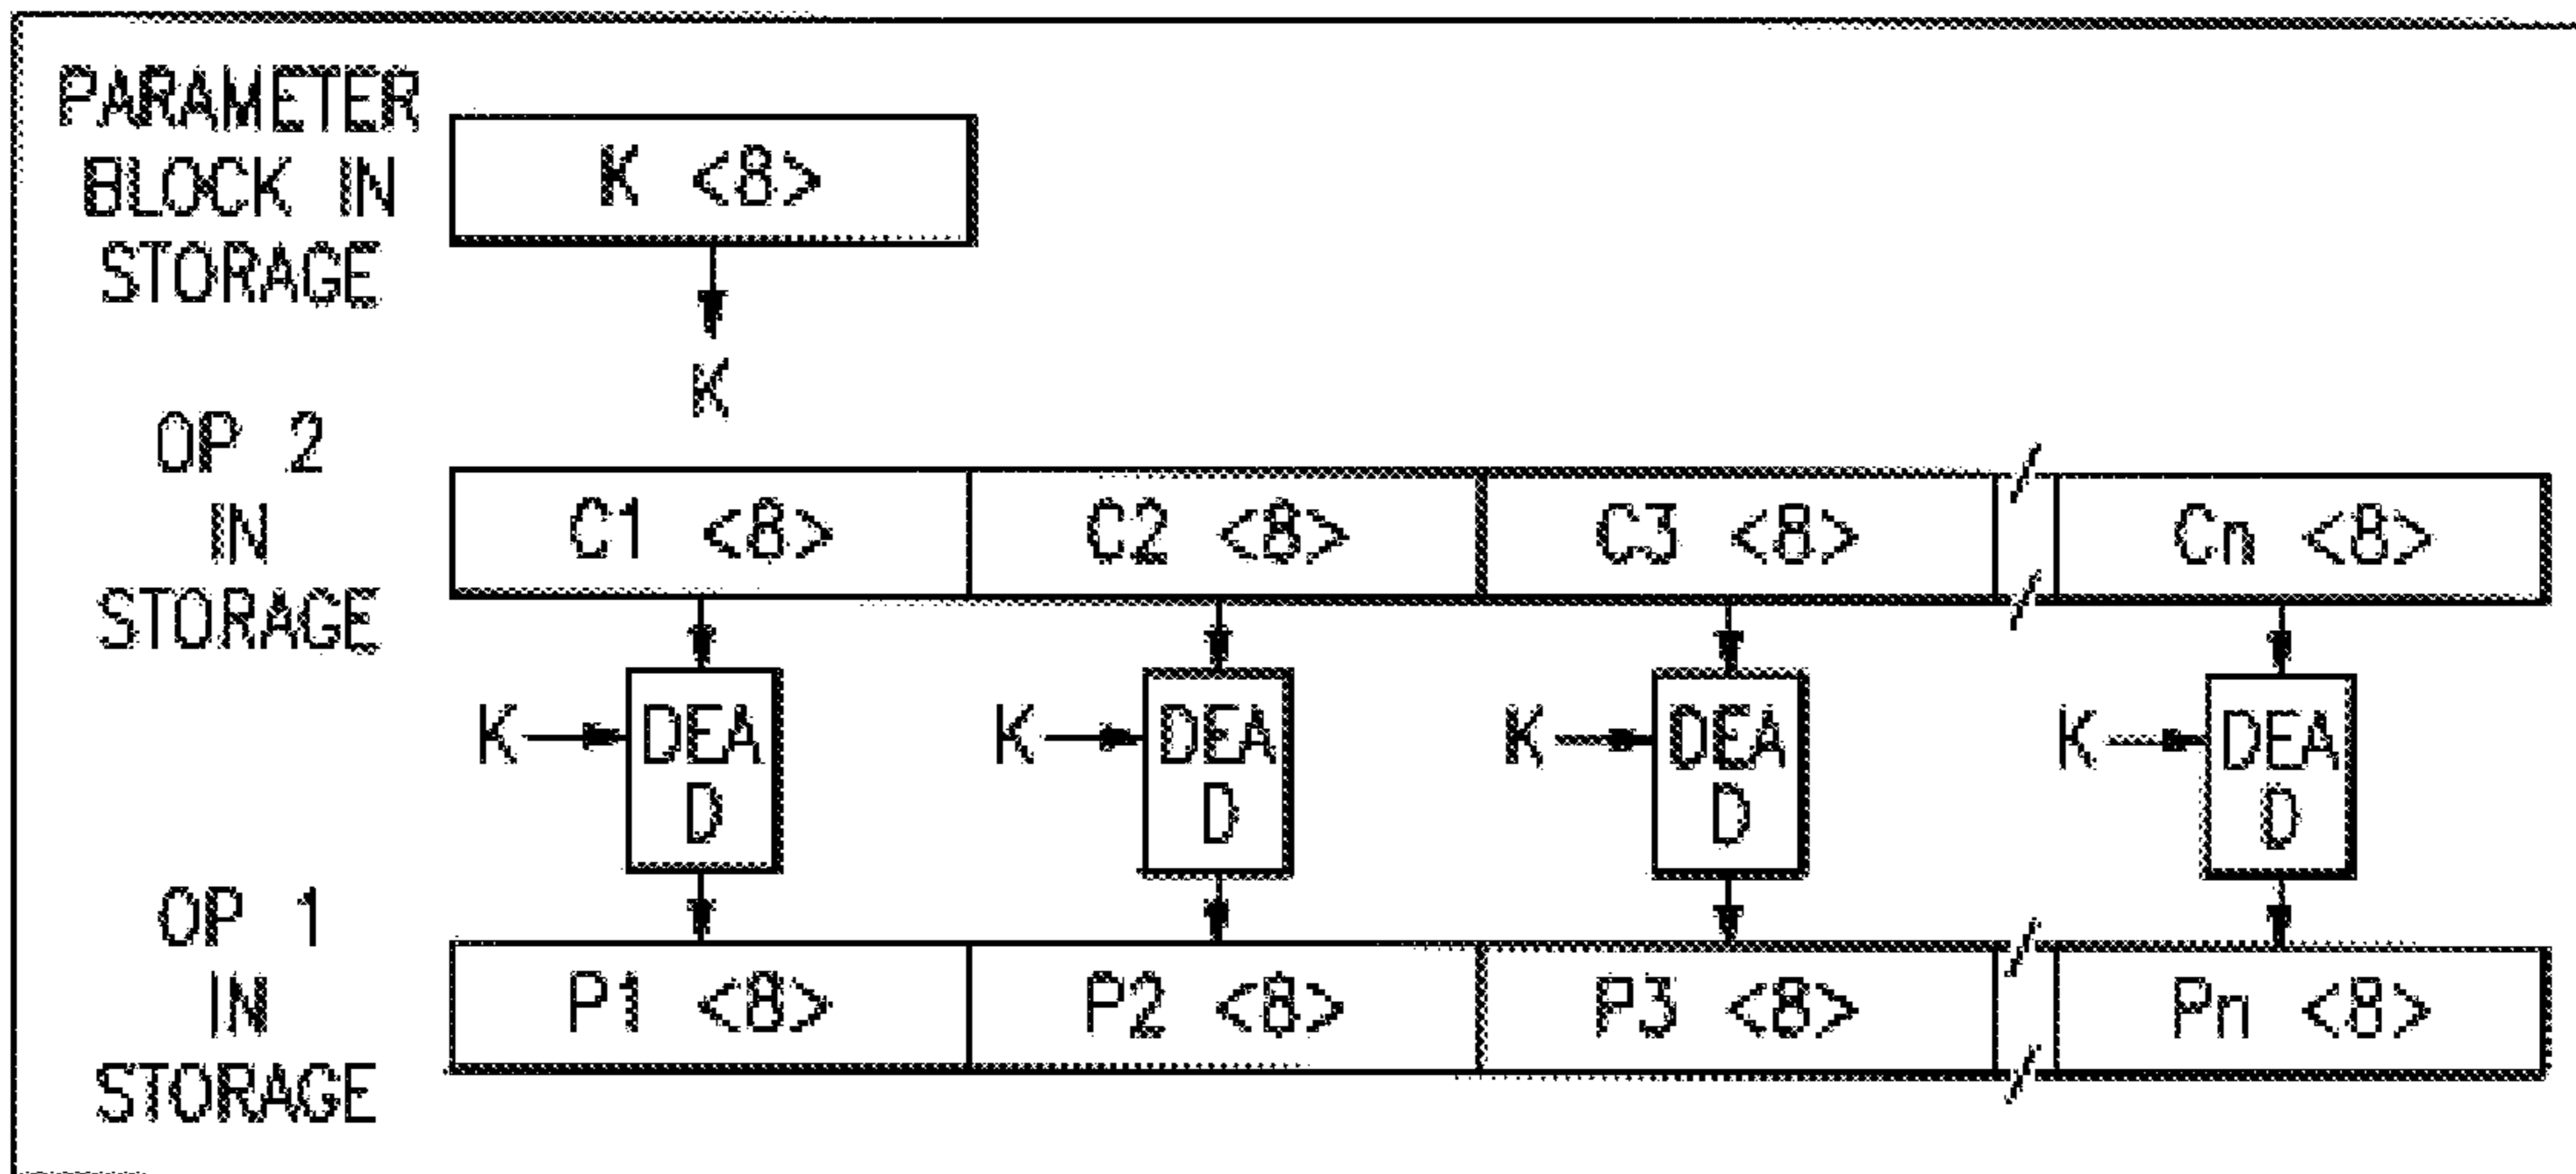 PARAMETER
BLOCK IN
STORAGE
K <8>
K
OP 2
IN
STORAGE
C1 <8> C2 <8> C3 <8> Cn <8>
K DEA K DEA K DEA K DEA
D D D D
OP 1
IN
STORAGE
P1 <8> P2 <8> P3 <8> Pn <8>